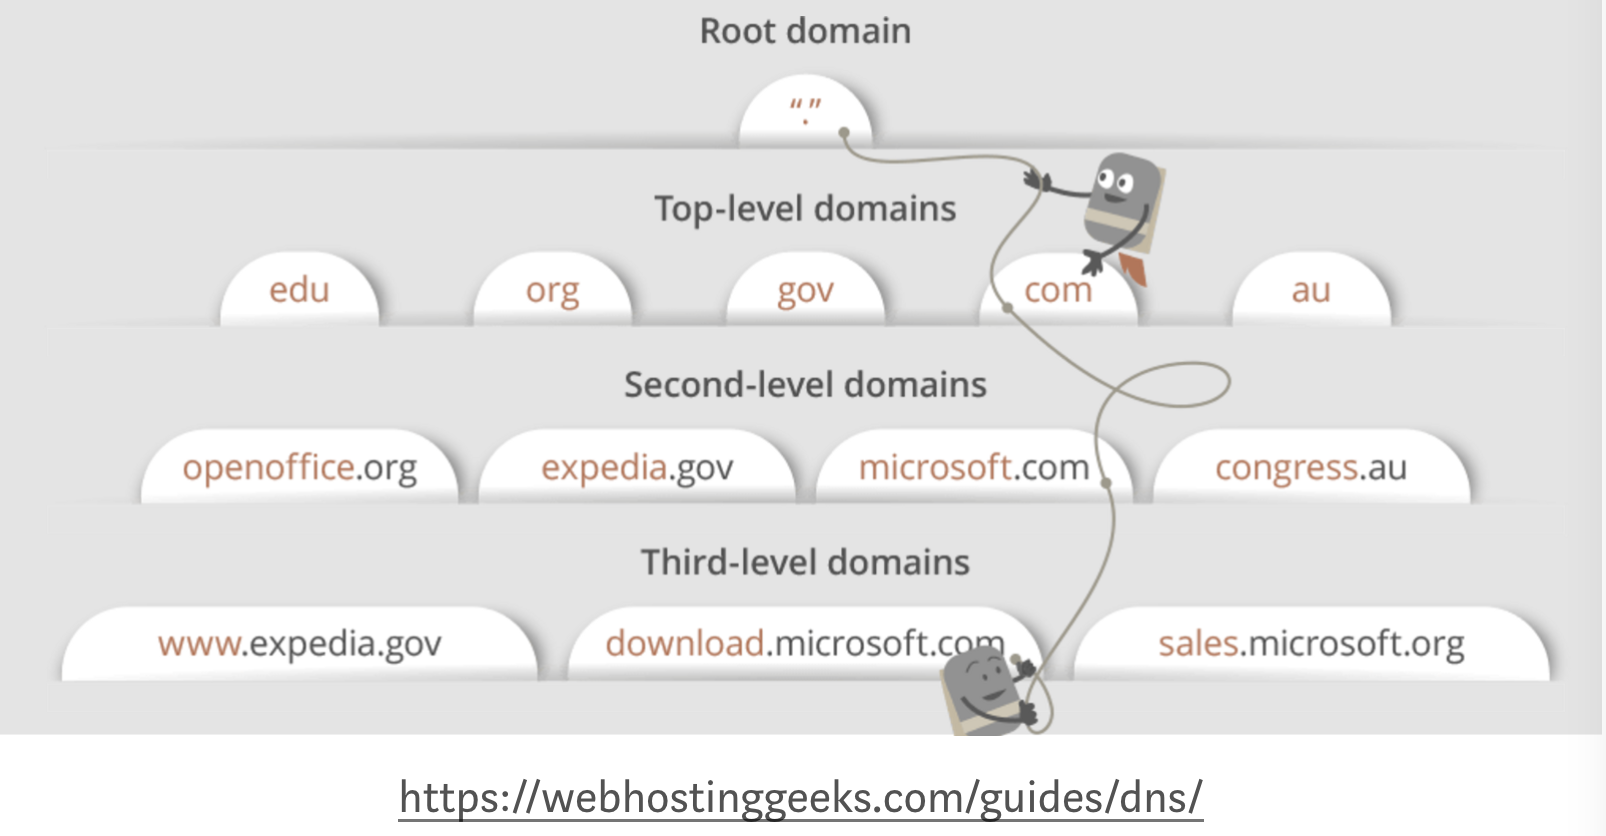 Root domain
“.”
Top-level domains
edu org gov com au
Second-level domains
openoffice.org expedia.gov microsoft.com congress.au
Third-level domains
www.expedia.gov download.microsoft.com sales.microsoft.org
https://webhostinggeeks.com/guides/dns/